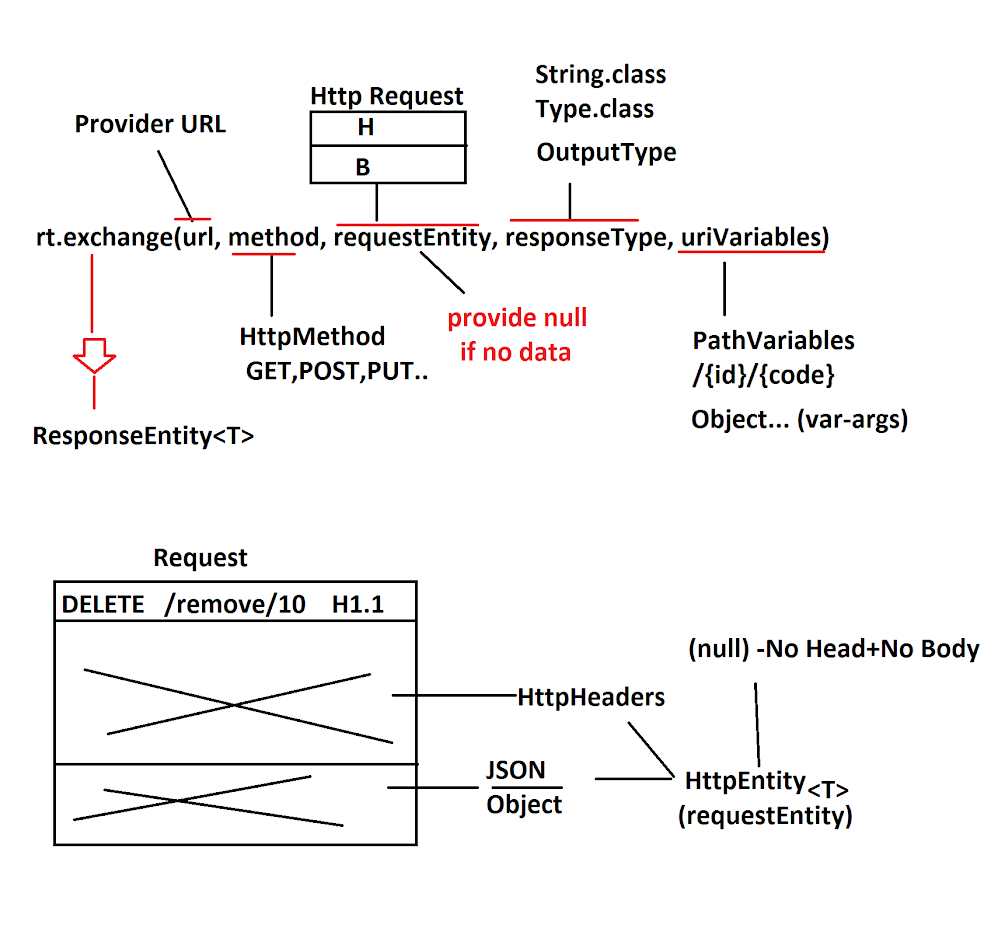 String.class
Type.class
OutputType
Http Request
H
B
Provider URL
rt.exchange(url, method, requestEntity, responseType, uriVariables)
provide null
if no data
HttpMethod
GET,POST,PUT..
PathVariables
/{id}/{code}
Object... (var-args)
ResponseEntity<T>
Request
DELETE /remove/10 H1.1
(null) -No Head+No Body
HttpHeaders
JSON
Object
HttpEntity<T>
(requestEntity)